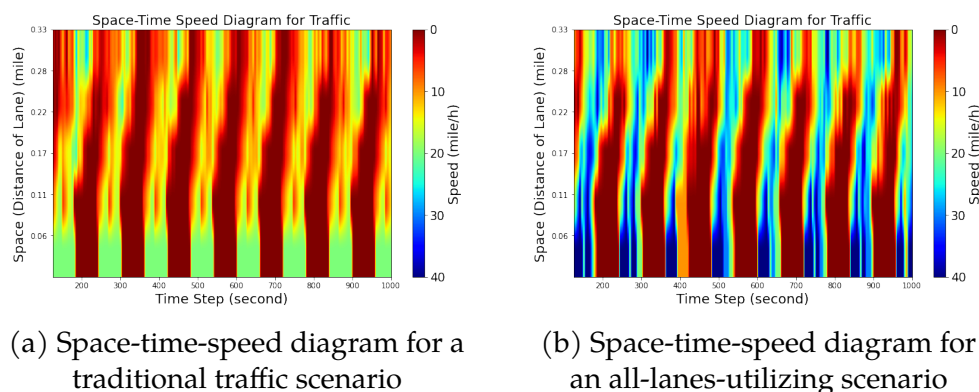 Space-Time Speed Diagram for Traffic
Space (Distance of Lane) (mile)
0.33
0.28
0.22
0.17
0.11
0.06
200 300 400 500 600 700 800 900 1000
Time Step (second)
0
10
20
30
40
Speed (mile/h)
(a) Space-time-speed diagram for a
traditional traffic scenario
Space-Time Speed Diagram for Traffic
Space (Distance of Lane) (mile)
0.33
0.28
0.22
0.17
0.11
0.06
200 300 400 500 600 700 800 900 1000
Time Step (second)
0
10
20
30
40
Speed (mile/h)
(b) Space-time-speed diagram for
an all-lanes-utilizing scenario